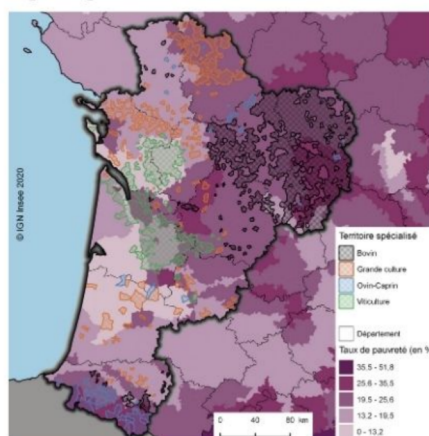 © IGN Insee 2020
Territoire spécialisé
Bovin
Grande culture
Ovin-Caprin
Viticulture
Département
Taux de pauvreté (en %
35,5 - 51,8
25,6 - 35,5
19,5 - 25,6
13,2 - 19,5
0 - 13,2
0 40 80 km